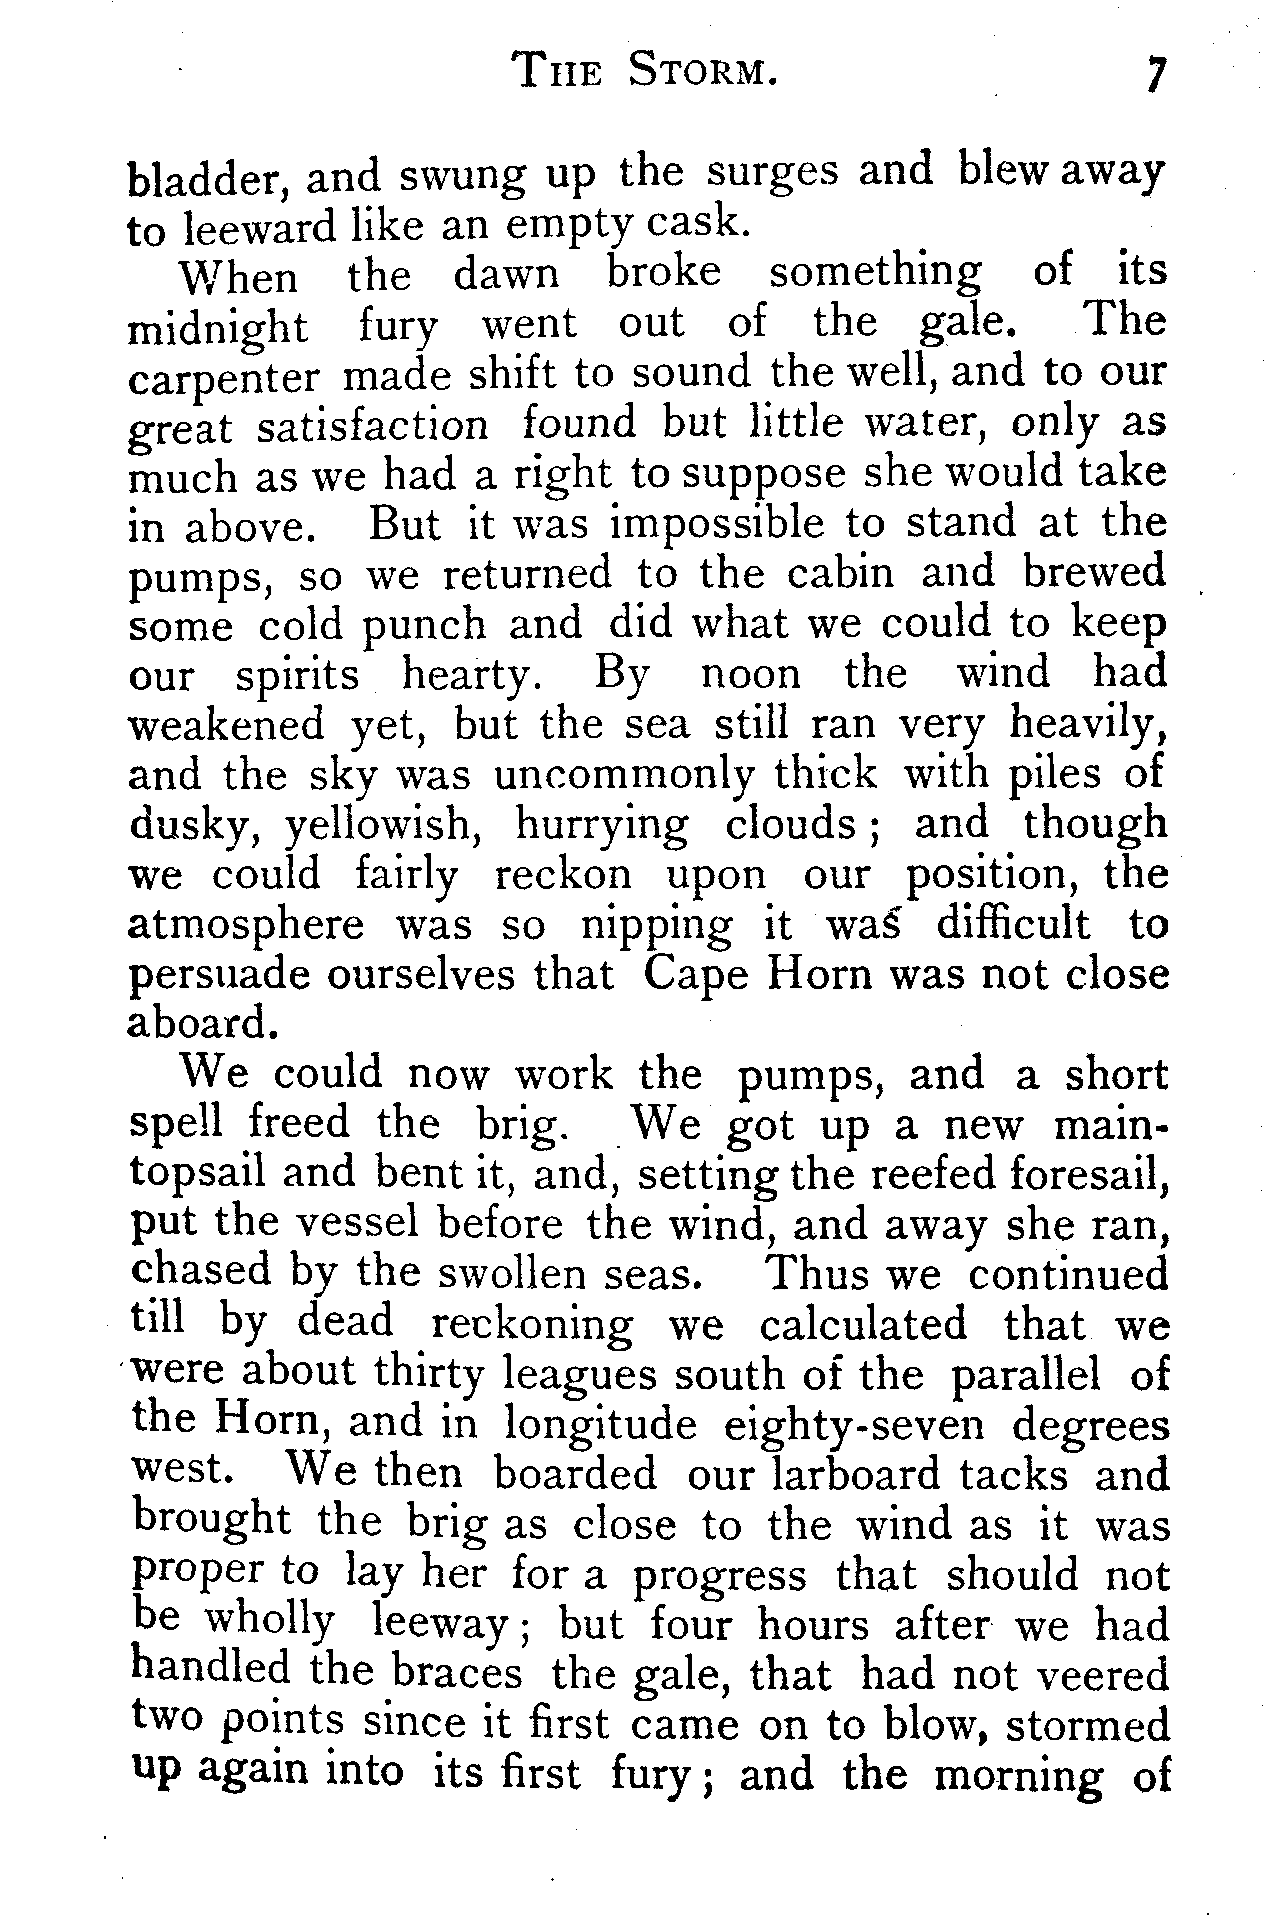 THE STORM. 7
bladder, and swung up the surges and blew away
to leeward like an empty cask.
When the dawn broke something of its
midnight fury went out of the gale. The
carpenter made shift to sound the well, and to our
great satisfaction found but little water, only as
much as we had a right to suppose she would take
in above. But it was impossible to stand at the
pumps, so we returned to the cabin and brewed
some cold punch and did what we could to keep
our spirits hearty. By noon the wind had
weakened yet, but the sea still ran very heavily,
and the sky was uncommonly thick with piles of
dusky, yellowish, hurrying clouds ; and though
we could fairly reckon upon our position, the
atmosphere was so nipping it was difficult to
persuade ourselves that Cape Horn was not close
aboard.
We could now work the pumps, and a short
spell freed the brig. We got up a new main-
topsail and bent it, and, setting the reefed foresail,
put the vessel before the wind, and away she ran,
chased by the swollen seas. Thus we continued
till by dead reckoning we calculated that we
were about thirty leagues south of the parallel of
the Horn, and in longitude eighty-seven degrees
west. We then boarded our larboard tacks and
brought the brig as close to the wind as it was
proper to lay her for a progress that should not
be wholly leeway ; but four hours after we had
handled the braces the gale, that had not veered
two points since it first came on to blow, stormed
up again into its first fury ; and the morning of